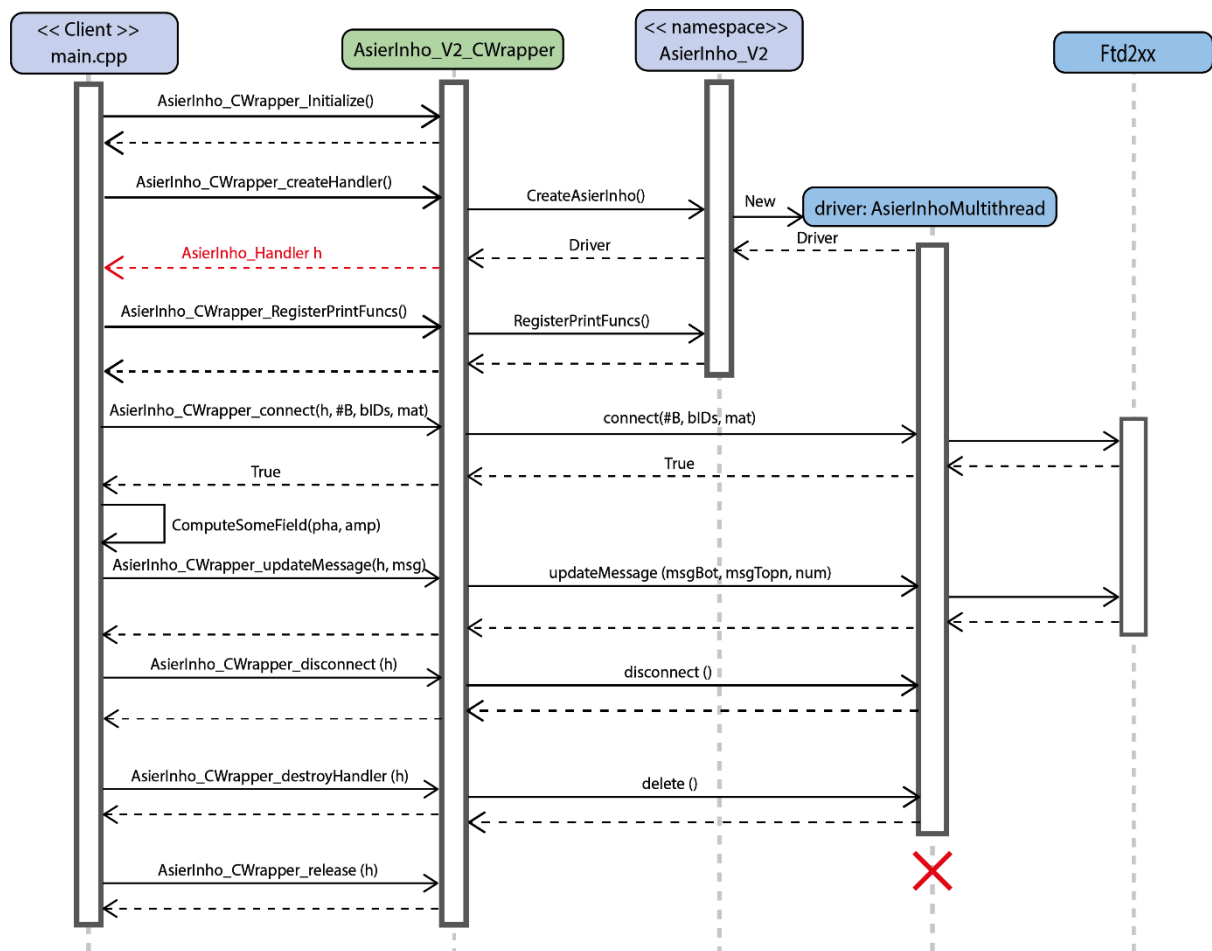 << Client >>
main.cpp
AsierInho_V2_CWrapper
<< namespace>>
AsierInho_V2
Ftd2xx
AsierInho_CWrapper_Initialize()
AsierInho_CWrapper_createHandler()
CreateAsierInho()
New
driver: AsierInhoMultithread
Driver
Driver
AsierInho_Handler h
AsierInho_CWrapper_RegisterPrintFuncs()
RegisterPrintFuncs()
AsierInho_CWrapper_connect(h, #B, bIDs, mat)
connect(#B, bIDs, mat)
True
True
ComputeSomeField(pha, amp)
AsierInho_CWrapper_updateMessage(h, msg)
updateMessage (msgBot, msgTopn, num)
AsierInho_CWrapper_disconnect (h)
disconnect ()
AsierInho_CWrapper_destroyHandler (h)
delete ()
AsierInho_CWrapper_release (h)